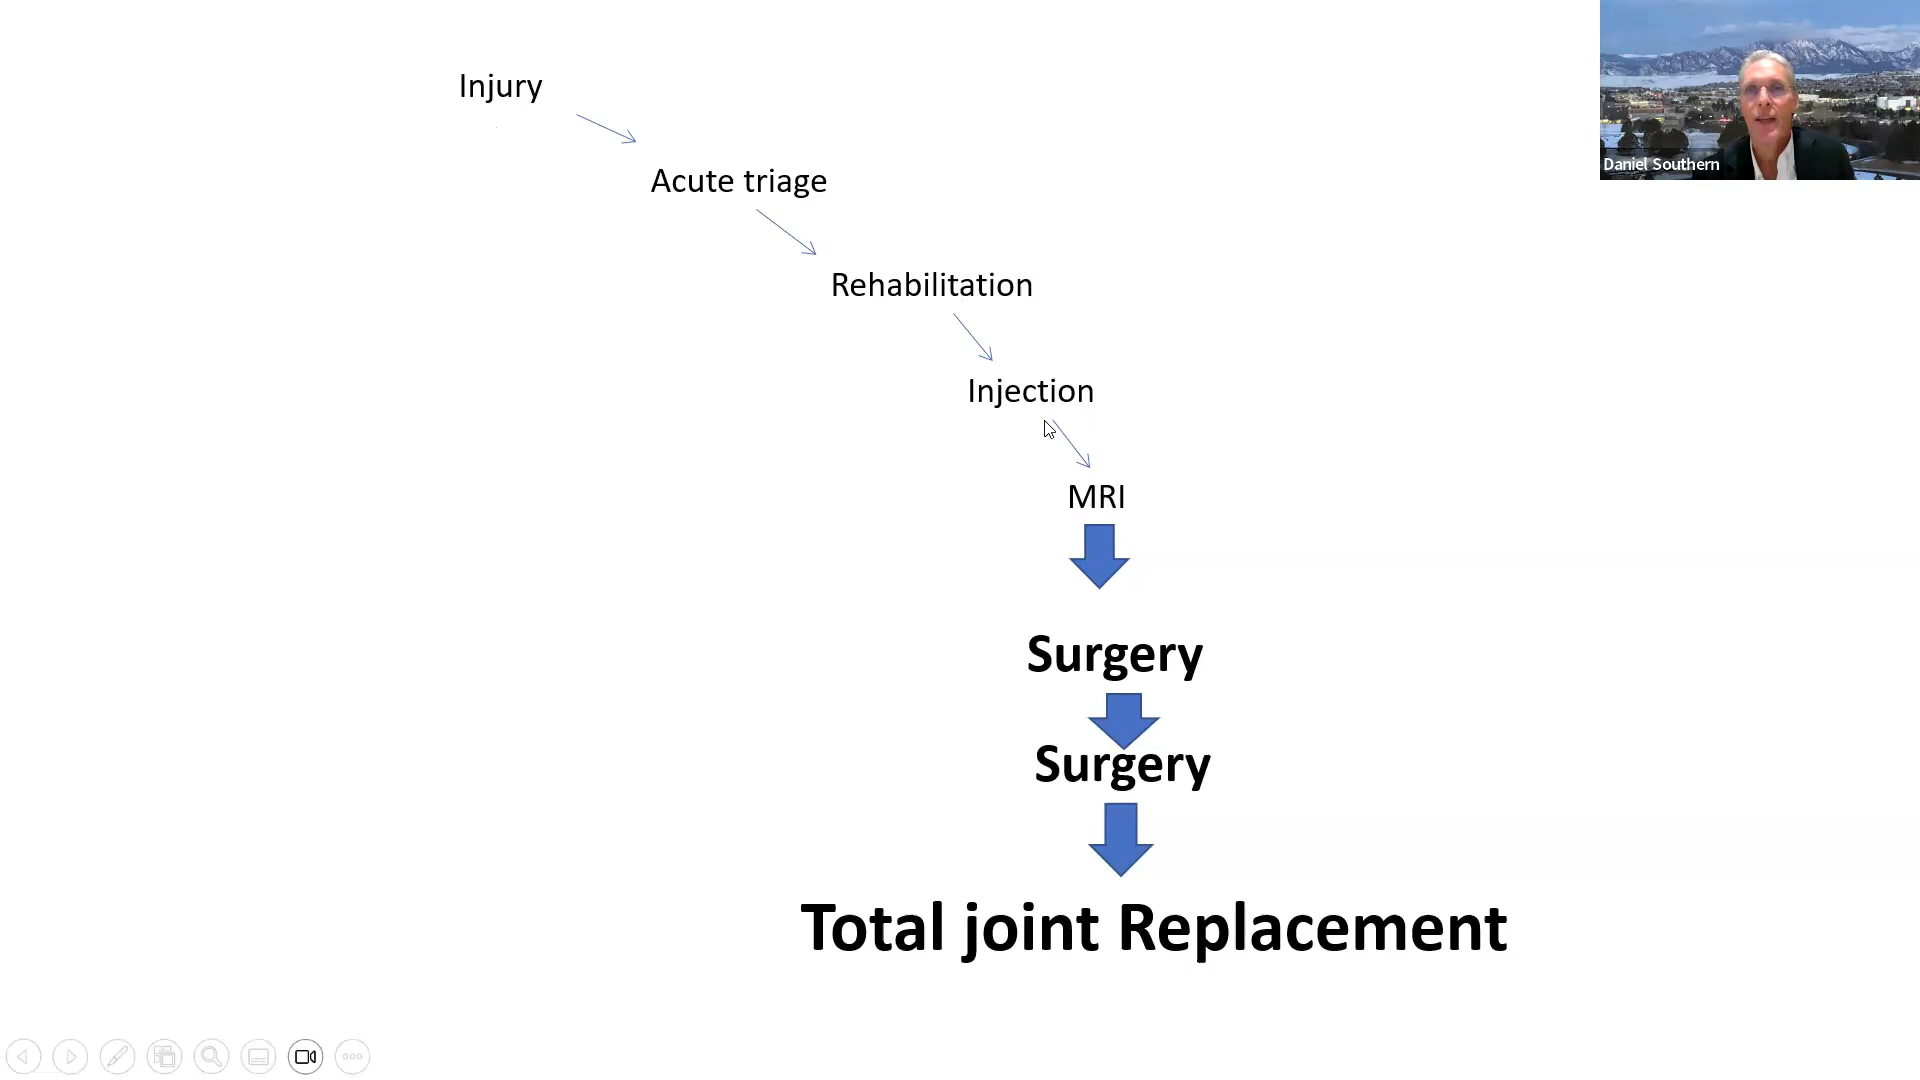 Injury
Acute triage
Rehabilitation
Injection
MRI
Surgery
Surgery
Total joint Replacement
Daniel Southern